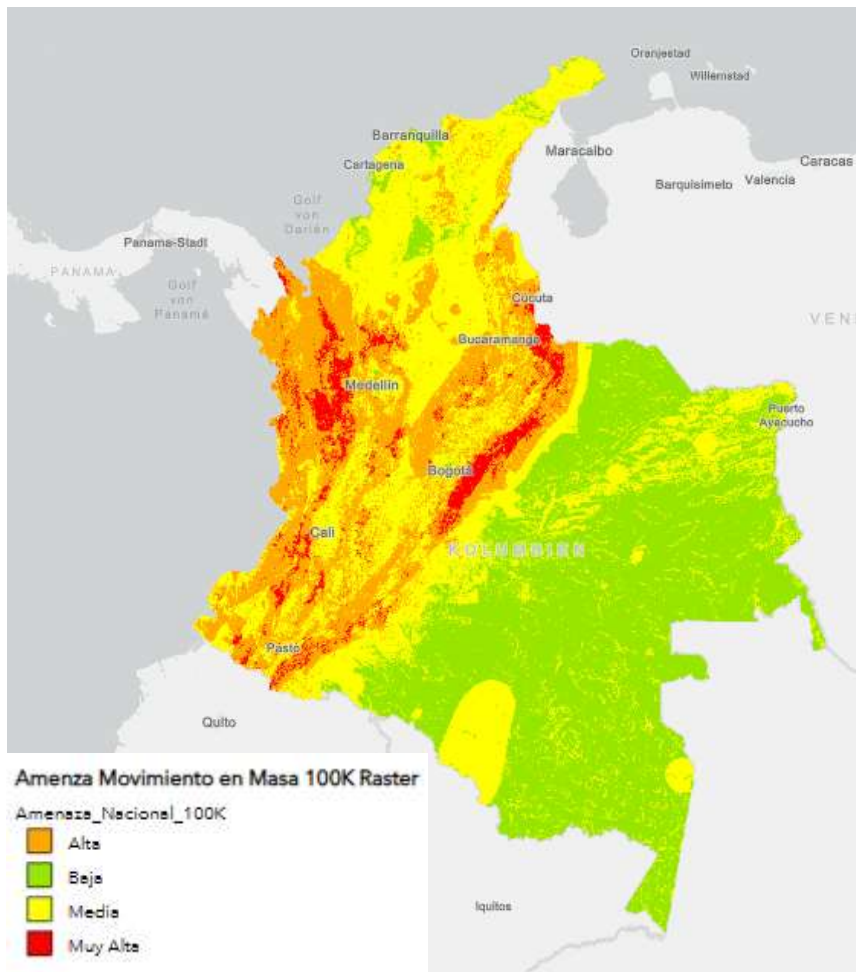 Oranjestad
Willemstad
Barranquilla
Maracaibo
Cartagena
Caracas
Valencia
Barquisimeto
Golf
von
Darién
Panama-Stadt
PANAMA
Golf
von
Panamá
Cúcuta
VENE
Bucaramanga
Medellín
Puerto
Ayacucho
Bogotá
Cali
KOLUMBIEN
Pasto
Quito
Amenza Movimiento en Masa 100K Raster
Amenaza_Nacional_100K
Alta
Baja
Media
Muy Alta
Iquitos